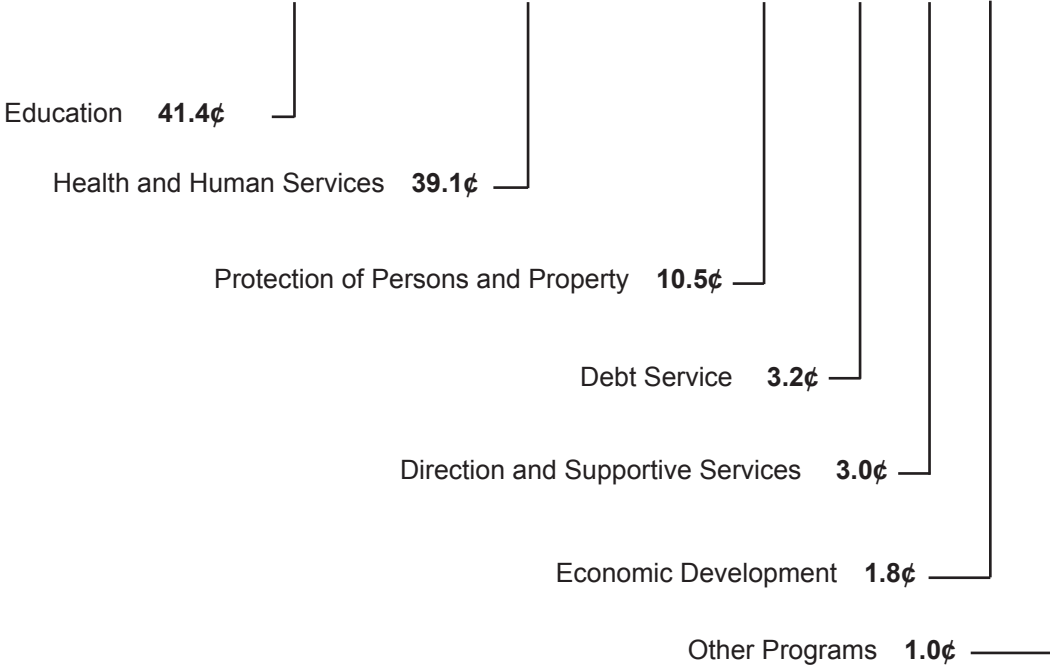 Education 41.4¢
Health and Human Services 39.1¢
Protection of Persons and Property 10.5¢
Debt Service 3.2¢
Direction and Supportive Services 3.0¢
Economic Development 1.8¢
Other Programs 1.0¢